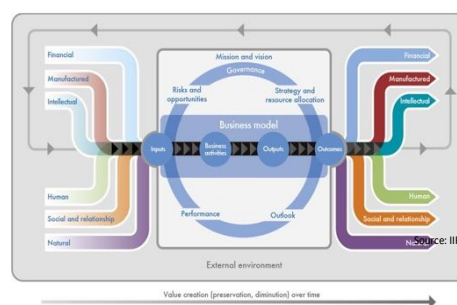 Financial
Manufactured
Intellectual
Human
Social and relationship
Natural
Mission and vision
Governance
Risks and
opportunities
Strategy and
resource allocation
Business model
Inputs
Business
activities
Outputs
Outcomes
Performance
Outlook
Financial
Manufactured
Intellectual
Human
Social and relationship
Source:
External environment
Value creation (preservation, diminution) over time